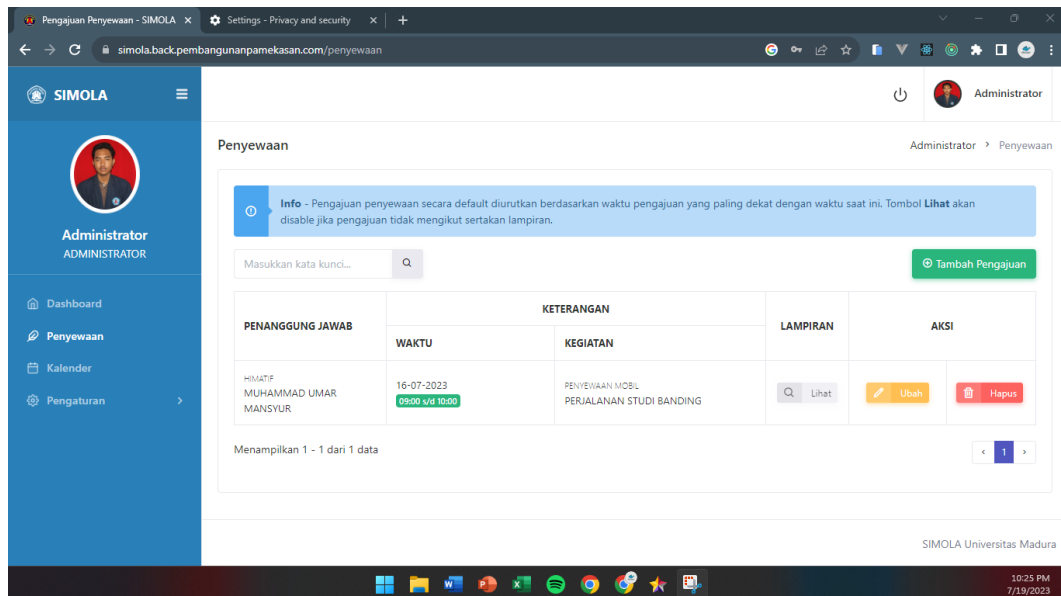 Pengajuan Penyewaan - SIMOLA
Settings - Privacy and security
simola.back.pembangunanpamekasan.com/penyewaan
SIMOLA
Administrator
Administrator
ADMINISTRATOR
Dashboard
Penyewaan
Kalender
Pengaturan
Penyewaan
Administrator > Penyewaan
Info - Pengajuan penyewaan secara default diurutkan berdasarkan waktu pengajuan yang paling dekat dengan waktu saat ini. Tombol Lihat akan
disable jika pengajuan tidak mengikut sertakan lampiran.
Masukkan kata kunci...
Tambah Pengajuan
PENANGGUNG JAWAB
KETERANGAN
LAMPIRAN
AKSI
WAKTU
KEGIATAN
HIMATIF
MUHAMMAD UMAR
MANSYUR
16-07-2023
09:00 s/d 10:00
PENYEWAAN MOBIL
PERJALANAN STUDI BANDING
Lihat
Ubah
Hapus
Menampilkan 1 - 1 dari 1 data
1
SIMOLA Universitas Madura
10:25 PM
7/19/2023